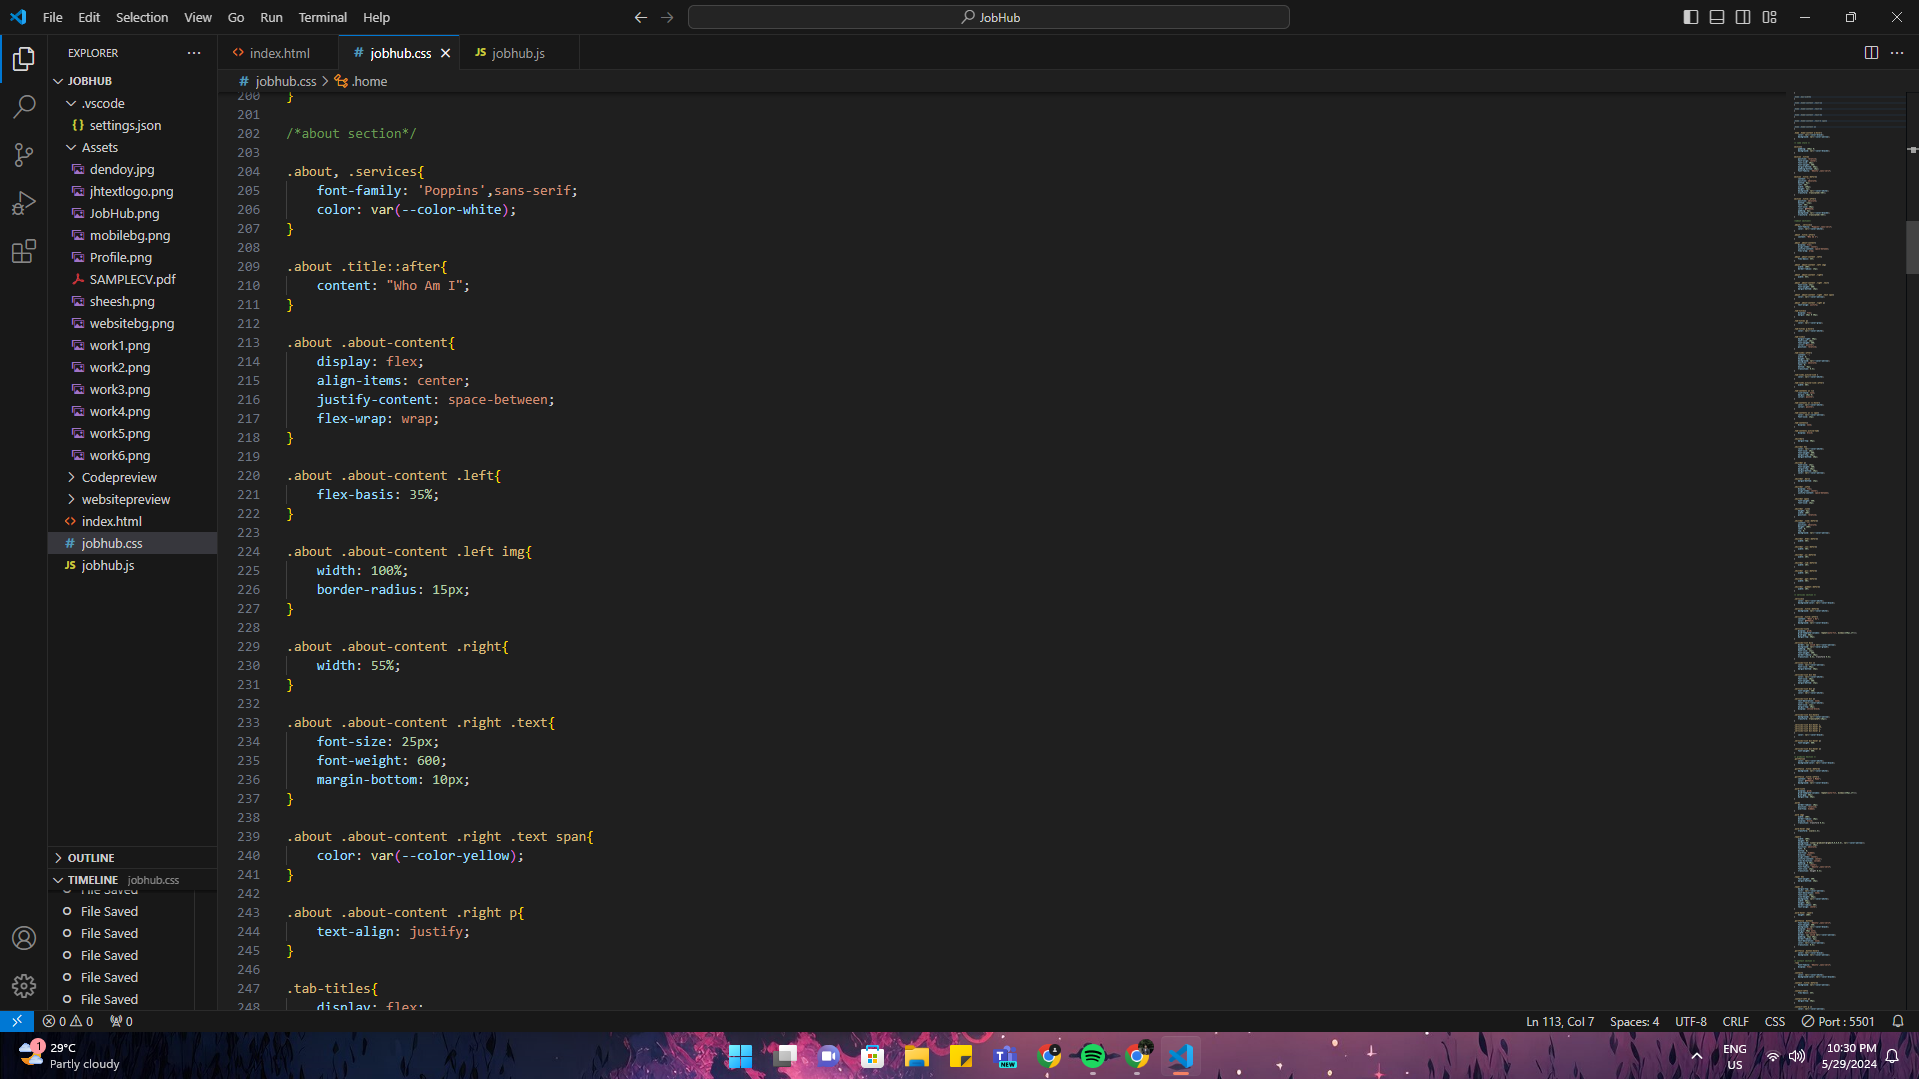 File Edit Selection View Go Run Terminal Help
JobHub
EXPLORER
index.html
# jobhub.css
JS jobhub.js
# jobhub.css > .home
JOBHUB
.vscode
{} settings.json
Assets
dendoy.jpg
jhtextlogo.png
JobHub.png
mobilebg.png
Profile.png
SAMPLECV.pdf
sheesh.png
websitebg.png
work1.png
work2.png
work3.png
work4.png
work5.png
work6.png
Codepreview
websitepreview
<> index.html
# jobhub.css
JS jobhub.js
OUTLINE
TIMELINE jobhub.css
File Saved
File Saved
File Saved
File Saved
File Saved
File Saved
200 }
201
202 /*about section*/
203
204 .about, .services{
205 font-family: 'Poppins',sans-serif;
206 color: var(--color-white);
207 }
208
209 .about .title::after{
210 content: "Who Am I";
211 }
212
213 .about .about-content{
214 display: flex;
215 align-items: center;
216 justify-content: space-between;
217 flex-wrap: wrap;
218 }
219
220 .about .about-content .left{
221 flex-basis: 35%;
222 }
223
224 .about .about-content .left img{
225 width: 100%;
226 border-radius: 15px;
227 }
228
229 .about .about-content .right{
230 width: 55%;
231 }
232
233 .about .about-content .right .text{
234 font-size: 25px;
235 font-weight: 600;
236 margin-bottom: 10px;
237 }
238
239 .about .about-content .right .text span{
240 color: var(--color-yellow);
241 }
242
243 .about .about-content .right p{
244 text-align: justify;
245 }
246
247 .tab-titles{
248 display: flex;
0 0 0
Ln 113, Col 7 Spaces: 4 UTF-8 CRLF CSS Port : 5501
1
29°C
Partly cloudy
NEW
ENG
US
10:30 PM
5/29/2024